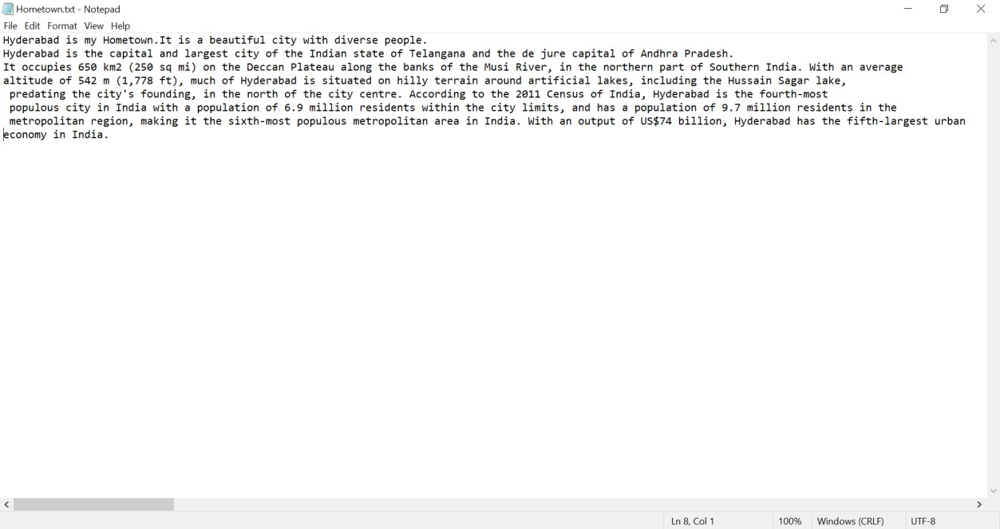 Hometown.txt - Notepad
File Edit Format View Help
Hyderabad is my Hometown.It is a beautiful city with diverse people.
Hyderabad is the capital and largest city of the Indian state of Telangana and the de jure capital of Andhra Pradesh.
It occupies 650 km2 (250 sq mi) on the Deccan Plateau along the banks of the Musi River, in the northern part of Southern India. With an average
altitude of 542 m (1,778 ft), much of Hyderabad is situated on hilly terrain around artificial lakes, including the Hussain Sagar lake,
 predating the city's founding, in the north of the city centre. According to the 2011 Census of India, Hyderabad is the fourth-most
 populous city in India with a population of 6.9 million residents within the city limits, and has a population of 9.7 million residents in the
 metropolitan region, making it the sixth-most populous metropolitan area in India. With an output of US$74 billion, Hyderabad has the fifth-largest urban
economy in India.
Ln 8, Col 1 100% Windows (CRLF) UTF-8